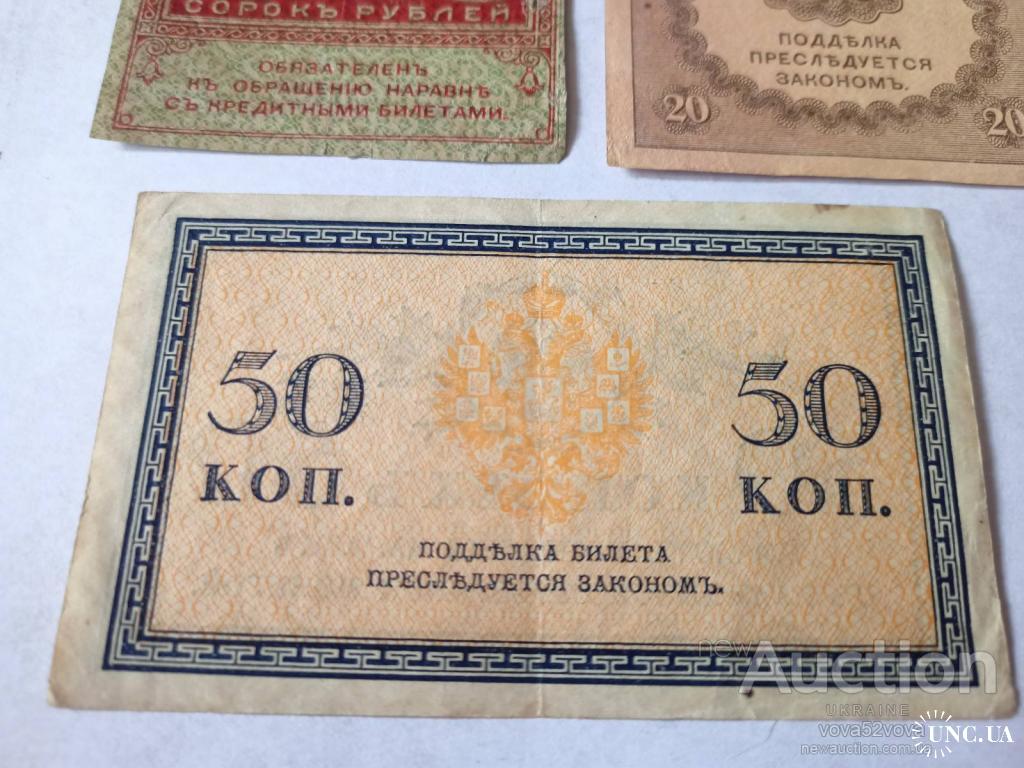 СОРОКЪ РУБЛЕЙ
ОБЯЗАТЕЛЕНЪ
КЪ ОБРАЩЕНІЮ НАРАВНѢ
СЪ КРЕДИТНЫМИ БИЛЕТАМИ.
ПОДДѢЛКА
ПРЕСЛѢДУЕТСЯ
ЗАКОНОМЪ.
20
20
50
КОП.
50
КОП.
ПОДДѢЛКА БИЛЕТА
ПРЕСЛѢДУЕТСЯ ЗАКОНОМЪ.
newAuction
UKRAINE
vova52vova
newauction.com.ua
UNC.UA